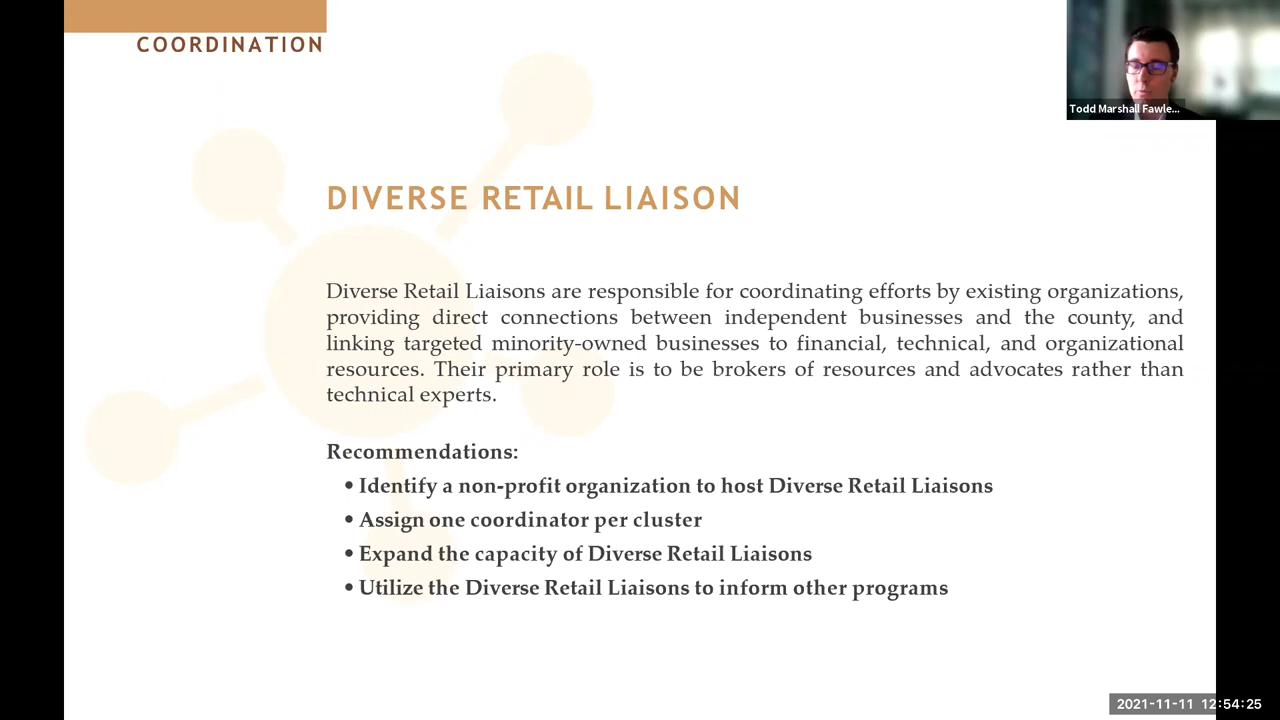 COORDINATION
Todd Marshall Fawle...
DIVERSE RETAIL LIAISON
Diverse Retail Liaisons are responsible for coordinating efforts by existing organizations,
providing direct connections between independent businesses and the county, and
linking targeted minority-owned businesses to financial, technical, and organizational
resources. Their primary role is to be brokers of resources and advocates rather than
technical experts.
Recommendations:
• Identify a non-profit organization to host Diverse Retail Liaisons
• Assign one coordinator per cluster
• Expand the capacity of Diverse Retail Liaisons
• Utilize the Diverse Retail Liaisons to inform other programs
2021-11-11 12:54:25